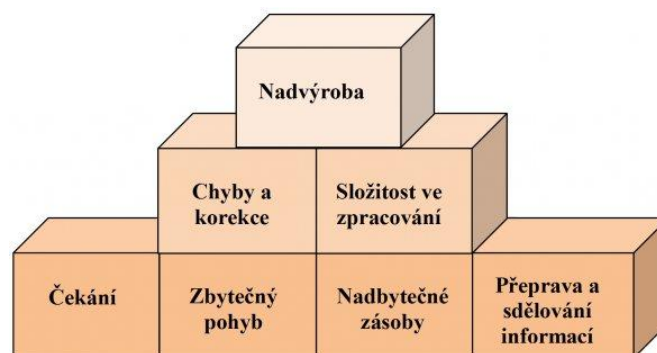 Nadvýroba
Chyby a
korekce
Složitost ve
zpracování
Čekání
Zbytečný
pohyb
Nadbytečné
zásoby
Přeprava a
sdělování
informací